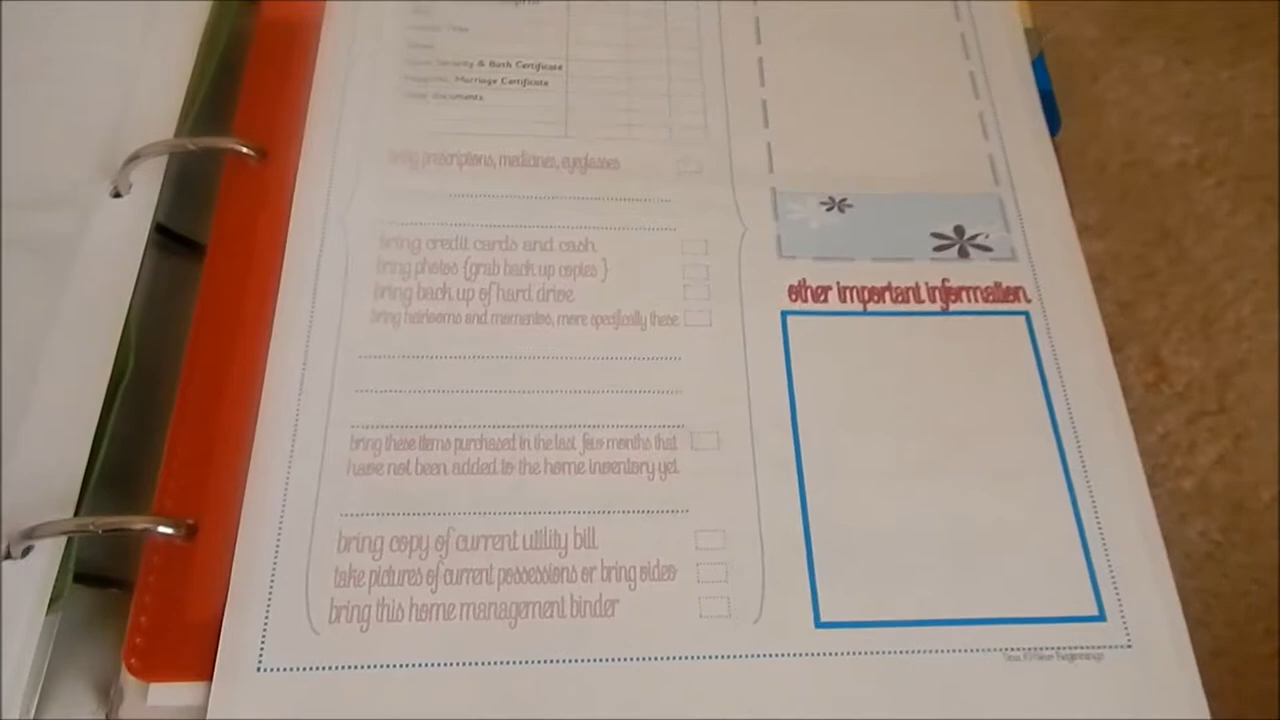 & Birth Certificate
Marriage Certificate
documents
bring prescriptions, medicines, eyeglasses
bring credit cards and cash
bring photos {grab back up copies }
bring back up of hard drive
bring heirlooms and mementos, more specifically these
bring these items purchased in the last few months that
have not been added to the home inventory yet
bring copy of current utility bill
take pictures of current possessions or bring video
bring this home management binder
other important information